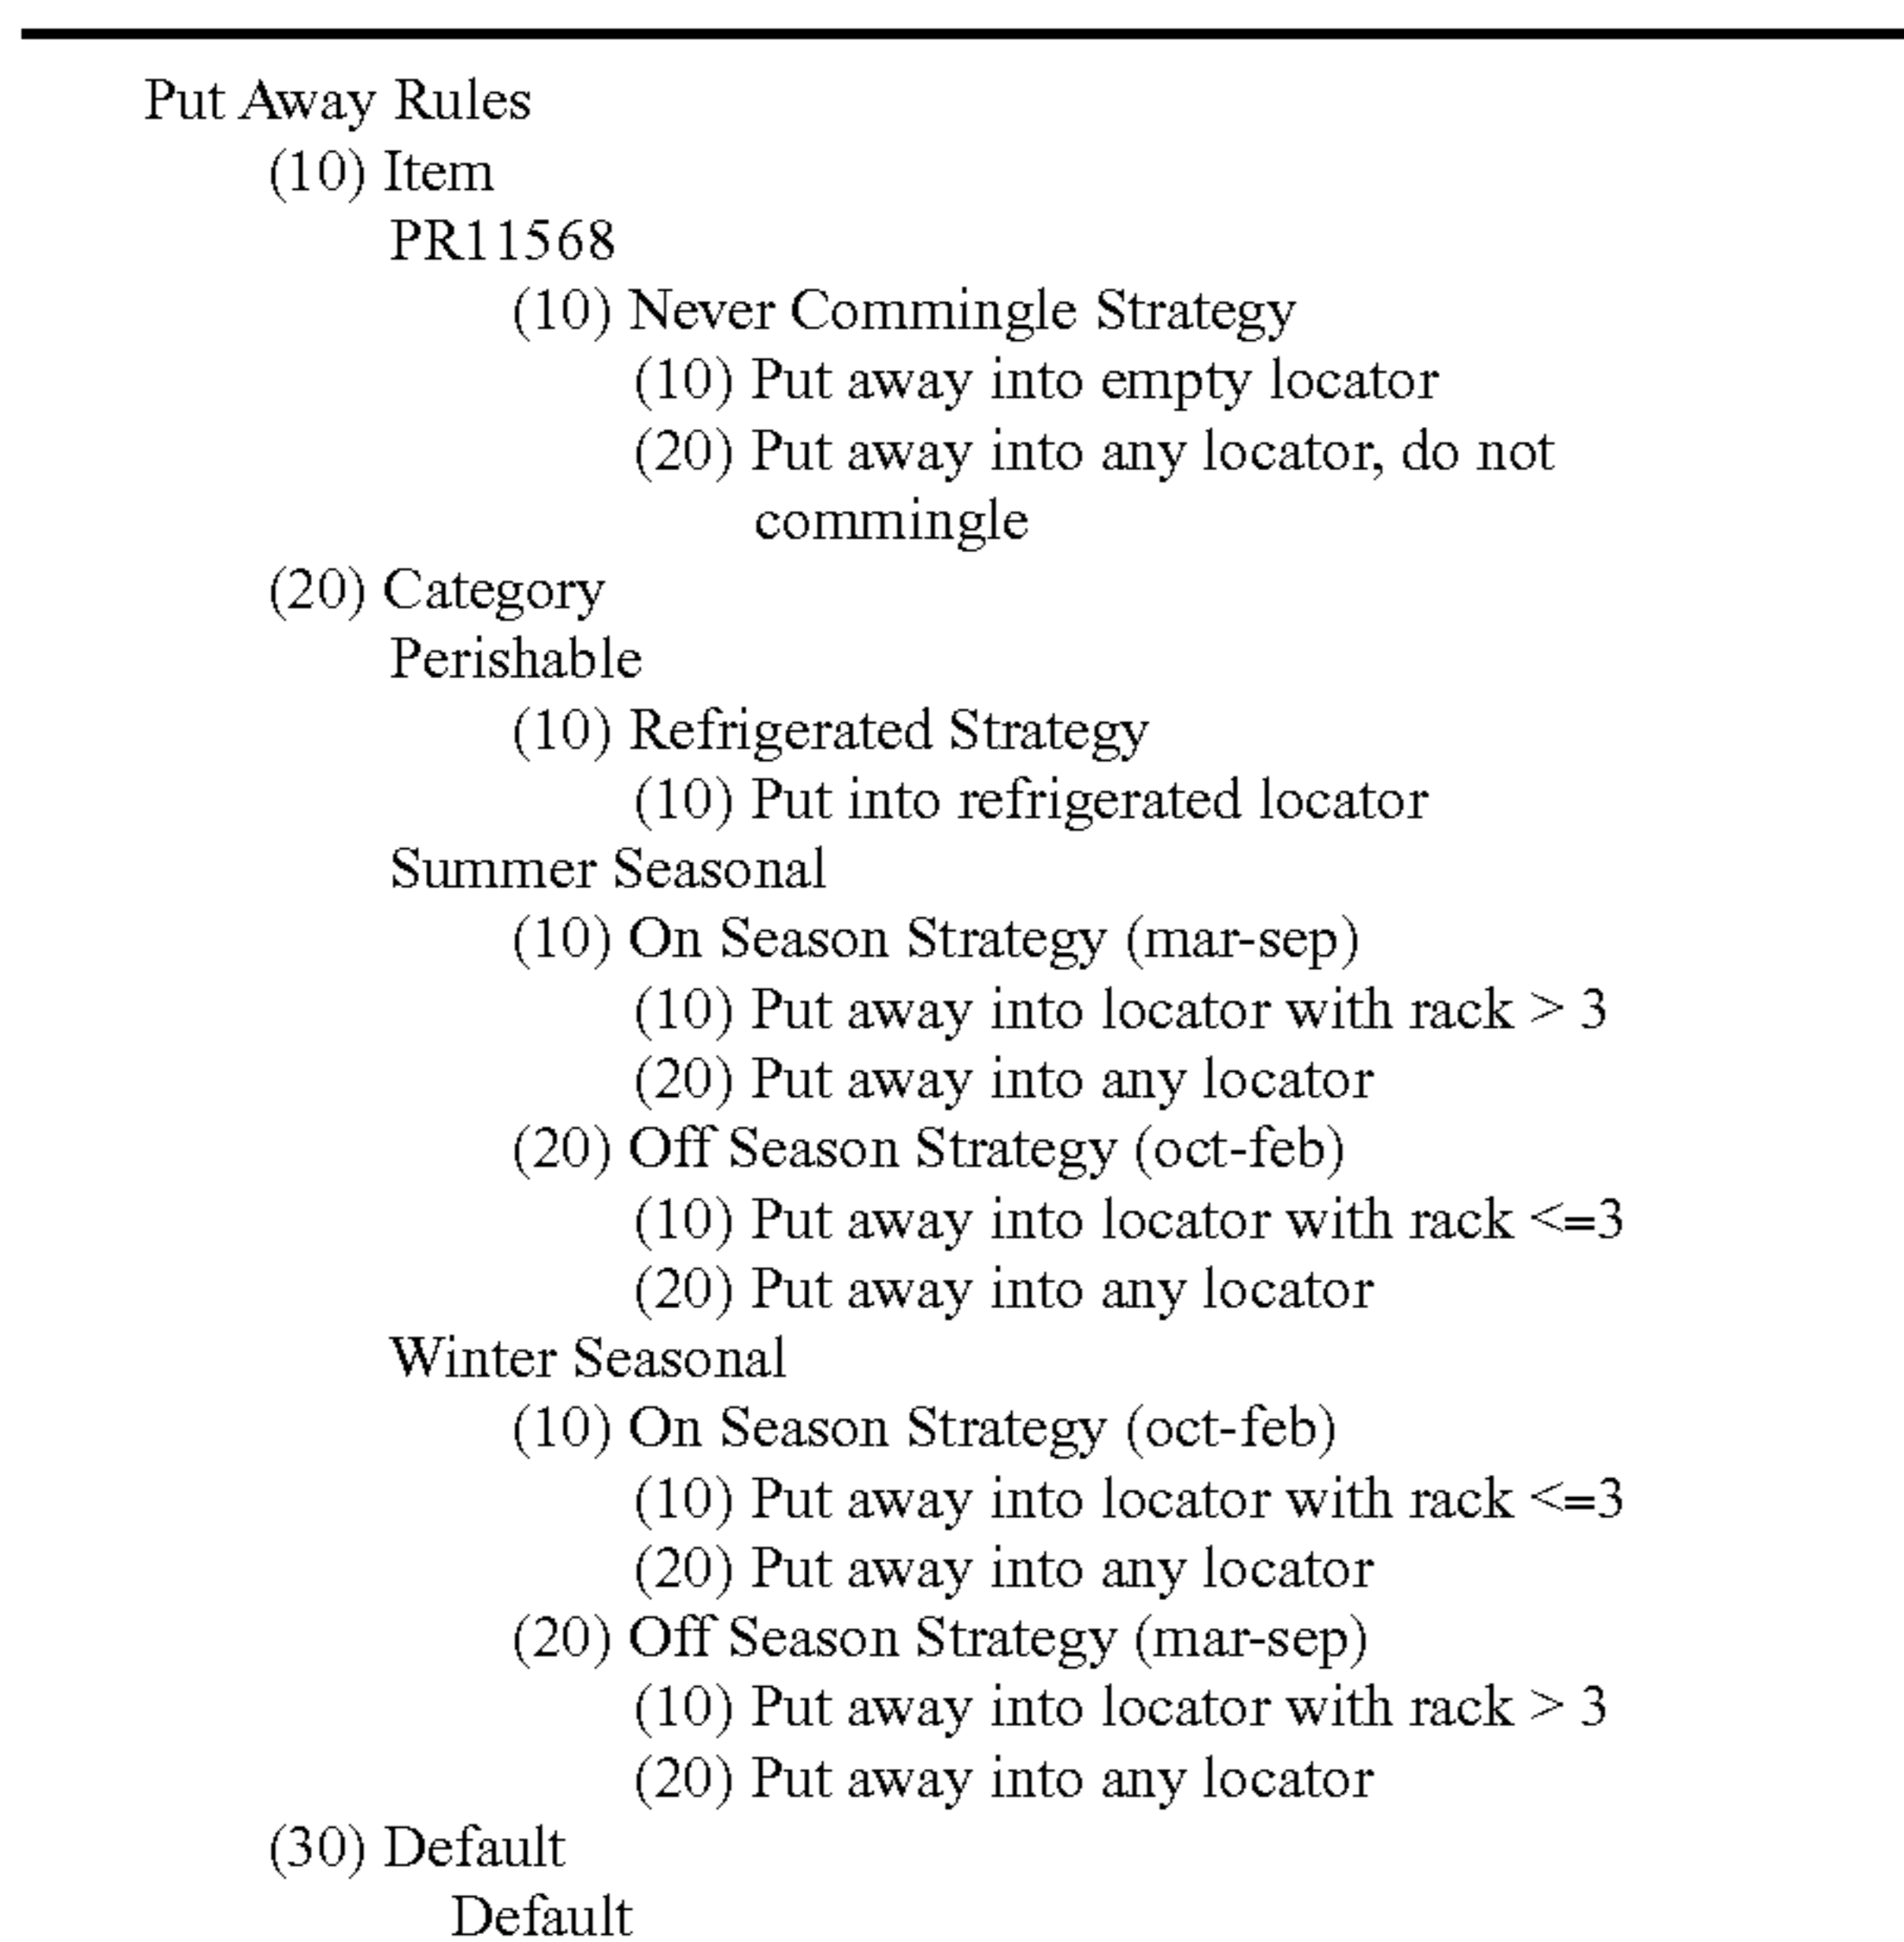 Put Away Rules
(10) Item
PR11568
(10) Never Commingle Strategy
(10) Put away into empty locator
(20) Put away into any locator, do not
commingle
(20) Category
Perishable
(10) Refrigerated Strategy
(10) Put into refrigerated locator
Summer Seasonal
(10) On Season Strategy (mar-sep)
(10) Put away into locator with rack > 3
(20) Put away into any locator
(20) Off Season Strategy (oct-feb)
(10) Put away into locator with rack <=3
(20) Put away into any locator
Winter Seasonal
(10) On Season Strategy (oct-feb)
(10) Put away into locator with rack <=3
(20) Put away into any locator
(20) Off Season Strategy (mar-sep)
(10) Put away into locator with rack > 3
(20) Put away into any locator
(30) Default
Default